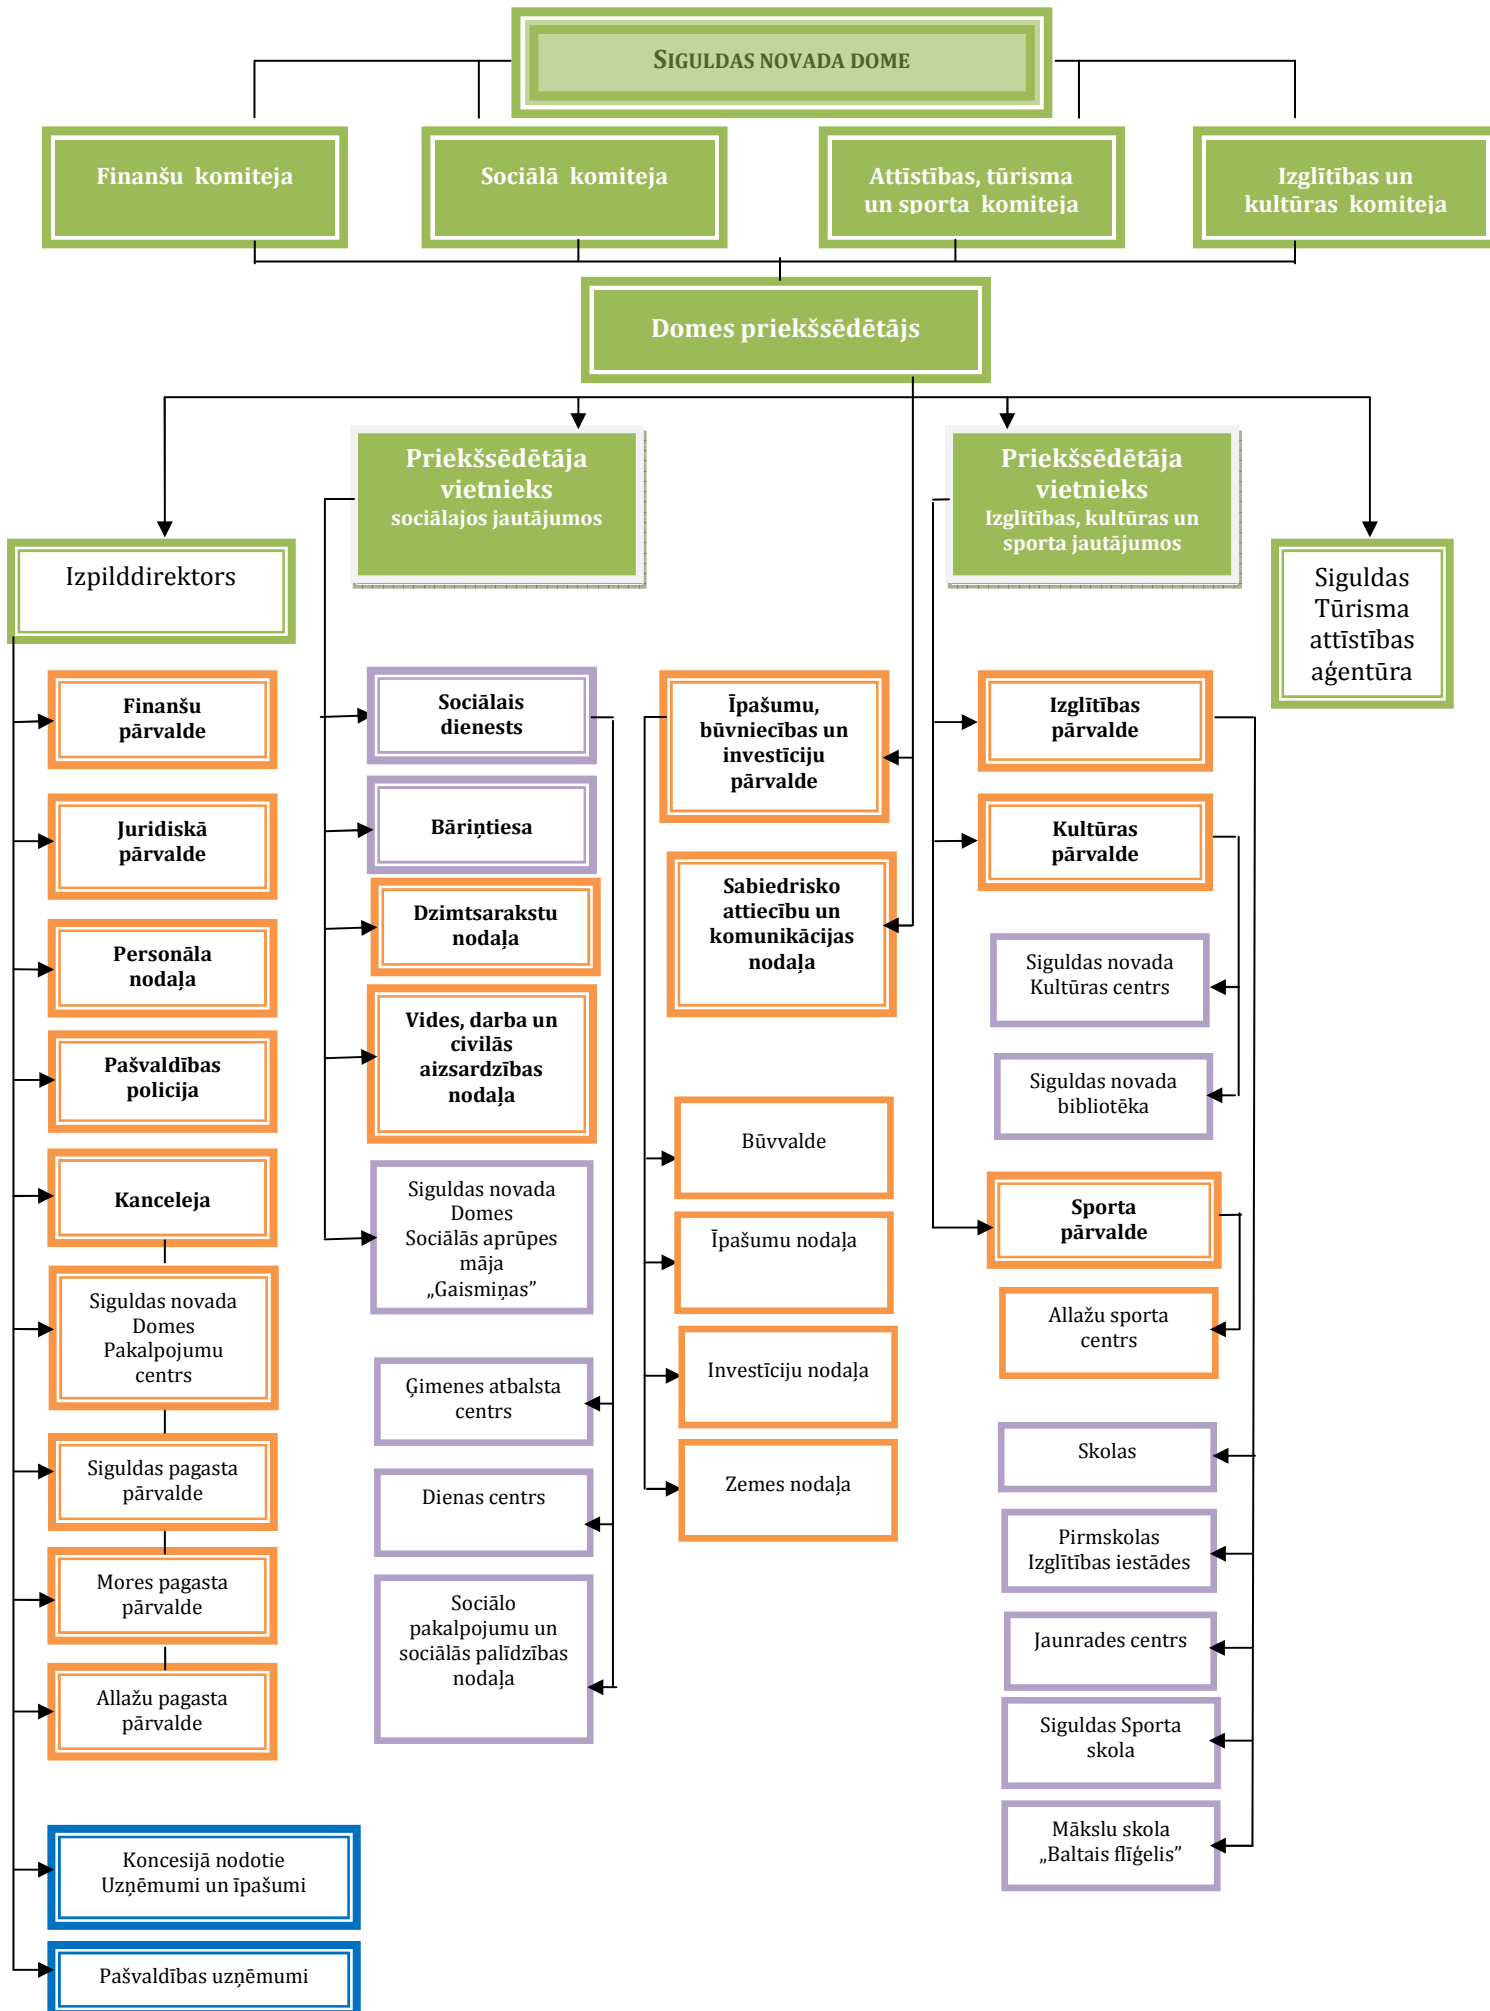 SIGULDAS NOVADA DOME
Finanšu komiteja
Sociālā komiteja
Attīstības, tūrisma
un sporta komiteja
Izglītības un
kultūras komiteja
Domes priekšsēdētājs
Priekšsēdētāja
vietnieks
sociālajos jautājumos
Priekšsēdētāja
vietnieks
Izglītības, kultūras un
sporta jautājumos
Izpilddirektors
Siguldas
Tūrisma
attīstības
aģentūra
Finanšu
pārvalde
Juridiskā
pārvalde
Personāla
nodaļa
Pašvaldības
policija
Kanceleja
Siguldas novada
Domes
Pakalpojumu
centrs
Siguldas pagasta
pārvalde
Mores pagasta
pārvalde
Allažu pagasta
pārvalde
Koncesijā nodotie
Uzņēmumi un īpašumi
Pašvaldības uzņēmumi
Sociālais
dienests
Bāriņtiesa
Dzimtsarakstu
nodaļa
Vides, darba un
civilās
aizsardzības
nodaļa
Siguldas novada
Domes
Sociālās aprūpes
māja
„Gaismiņas”
Ģimenes atbalsta
centrs
Dienas centrs
Sociālo
pakalpojumu un
sociālās palīdzības
nodaļa
Īpašumu,
būvniecības un
investīciju
pārvalde
Sabiedrisko
attiecību un
komunikācijas
nodaļa
Būvvalde
Īpašumu nodaļa
Investīciju nodaļa
Zemes nodaļa
Izglītības
pārvalde
Kultūras
pārvalde
Siguldas novada
Kultūras centrs
Siguldas novada
bibliotēka
Sporta
pārvalde
Allažu sporta
centrs
Skolas
Pirmskolas
Izglītības iestādes
Jaunrades centrs
Siguldas Sporta
skola
Mākslu skola
„Baltais flīģelis”